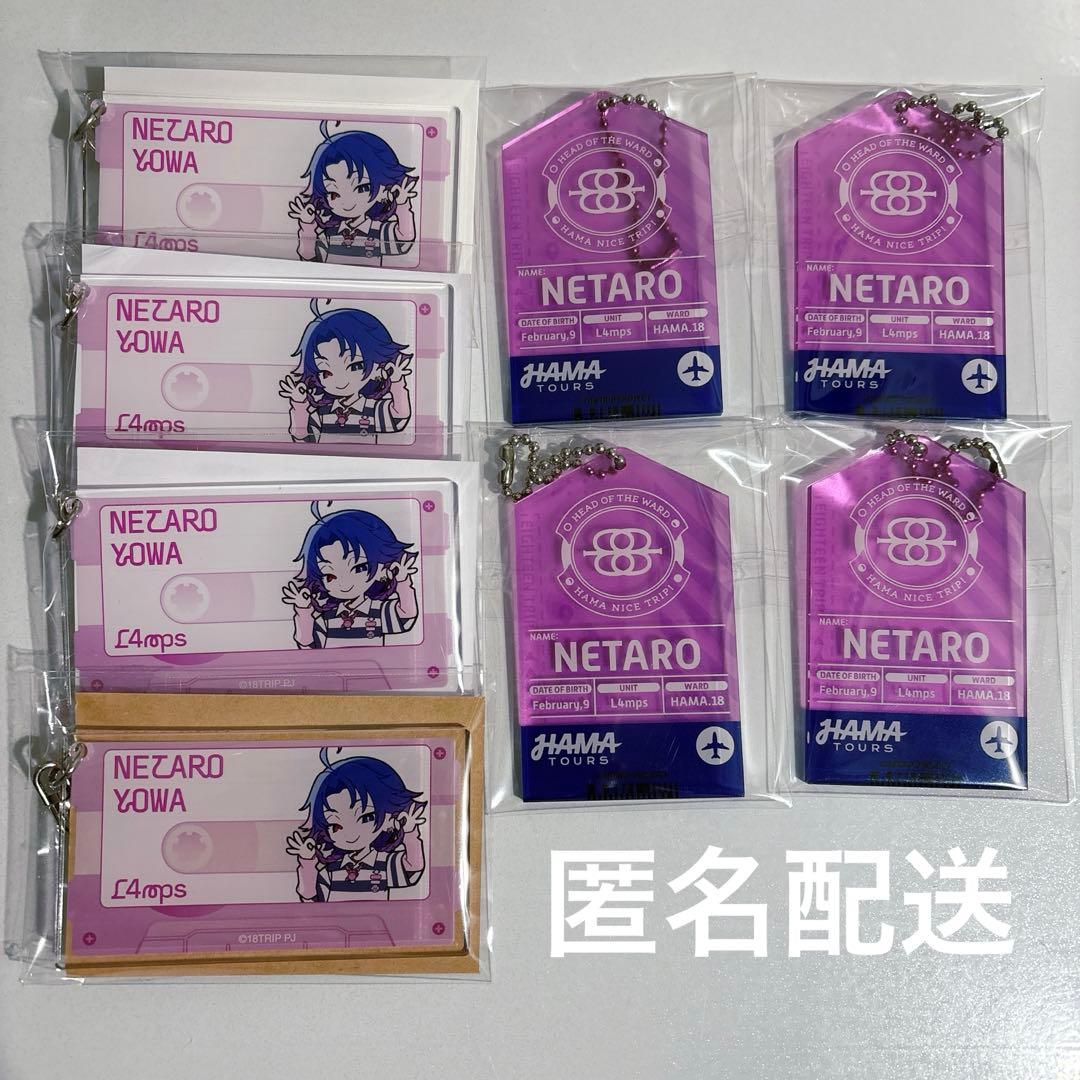 NETARO
YOWA
L4mps
NETARO
YOWA
L4mps
NETARO
YOWA
L4mps
©18TRIP PJ
NETARO
YOWA
L4mps
©18TRIP PJ
HEAD OF THE WARD
HAMA NICE TRIP!
NAME:
NETARO
DATE OF BIRTH UNIT WARD
February,9 L4mps HAMA.18
HAMA
TOURS
HEAD OF THE WARD
HAMA NICE TRIP!
NAME:
NETARO
DATE OF BIRTH UNIT WARD
February,9 L4mps HAMA.18
HAMA
TOURS
HEAD OF THE WARD
HAMA NICE TRIP!
NAME:
NETARO
DATE OF BIRTH UNIT WARD
February,9 L4mps HAMA.18
HAMA
TOURS
HEAD OF THE WARD
HAMA NICE TRIP!
NAME:
NETARO
DATE OF BIRTH UNIT WARD
February,9 L4mps HAMA.18
HAMA
TOURS
匿名配送